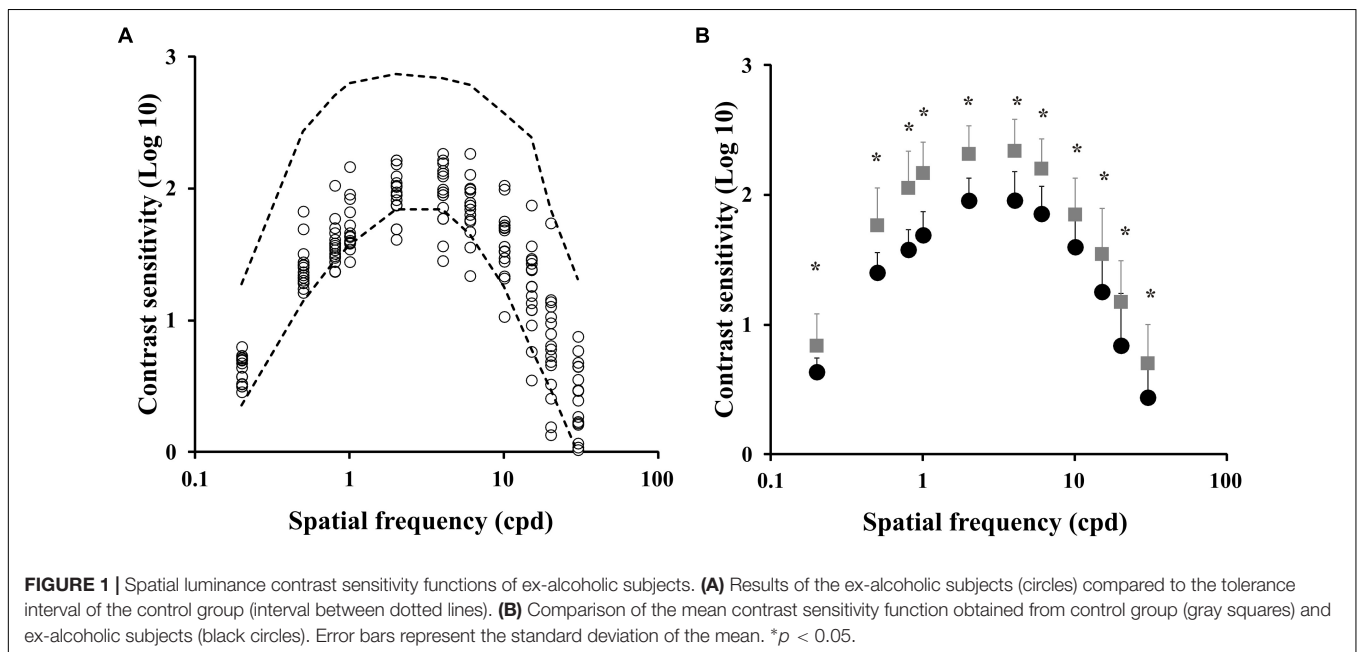 A
3
2
1
0
0.1 1 10 100
Contrast sensitivity (Log 10)
Spatial frequency (cpd)
B
3
2
1
0
0.1 1 10 100
Contrast sensitivity (Log 10)
Spatial frequency (cpd)
* * * * * * * * * * *
FIGURE 1 | Spatial luminance contrast sensitivity functions of ex-alcoholic subjects. (A) Results of the ex-alcoholic subjects (circles) compared to the tolerance
interval of the control group (interval between dotted lines). (B) Comparison of the mean contrast sensitivity function obtained from control group (gray squares) and
ex-alcoholic subjects (black circles). Error bars represent the standard deviation of the mean. *p < 0.05.